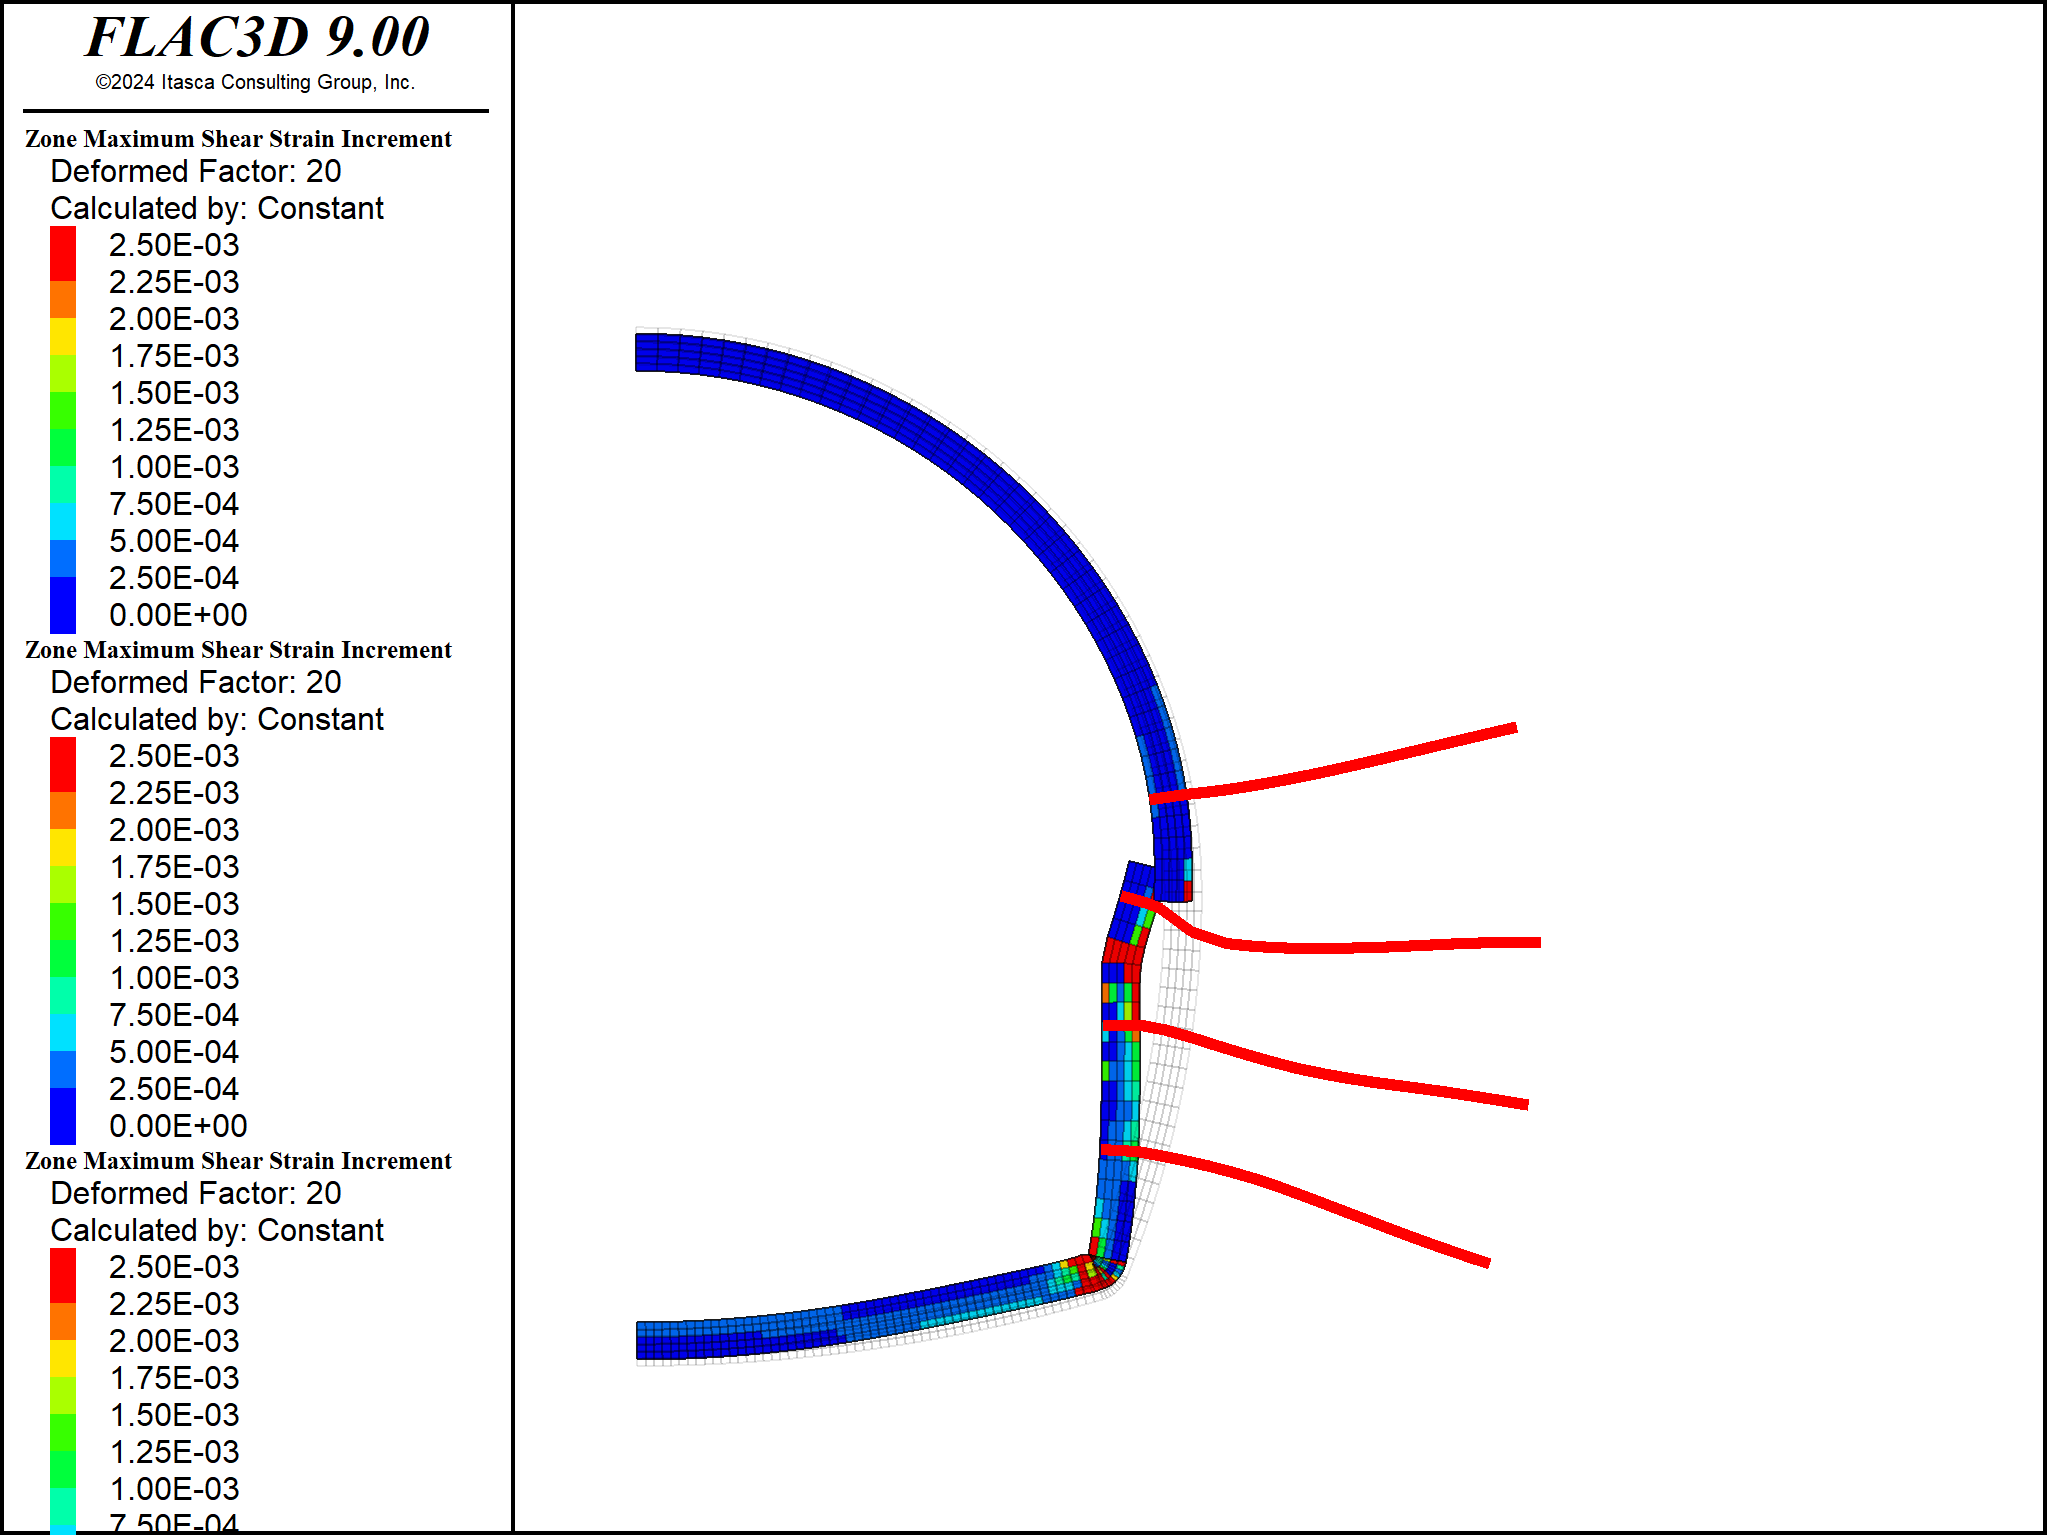 FLAC3D 9.00
©2024 Itasca Consulting Group, Inc.
Zone Maximum Shear Strain Increment
Deformed Factor: 20
Calculated by: Constant
2.50E-03
2.25E-03
2.00E-03
1.75E-03
1.50E-03
1.25E-03
1.00E-03
7.50E-04
5.00E-04
2.50E-04
0.00E+00
Zone Maximum Shear Strain Increment
Deformed Factor: 20
Calculated by: Constant
2.50E-03
2.25E-03
2.00E-03
1.75E-03
1.50E-03
1.25E-03
1.00E-03
7.50E-04
5.00E-04
2.50E-04
0.00E+00
Zone Maximum Shear Strain Increment
Deformed Factor: 20
Calculated by: Constant
2.50E-03
2.25E-03
2.00E-03
1.75E-03
1.50E-03
1.25E-03
1.00E-03
7.50E-04